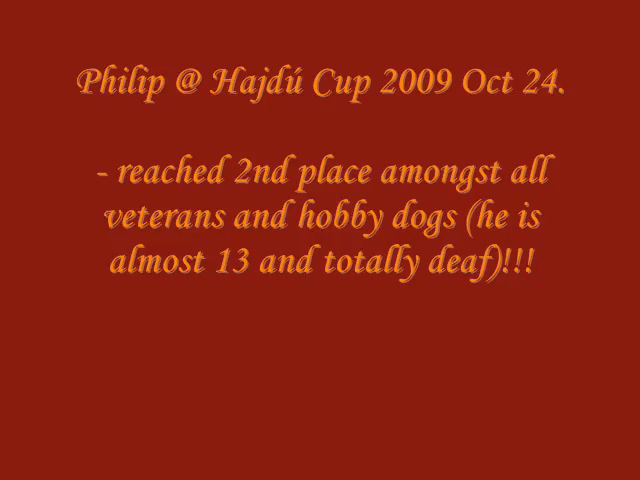 Philip @ Hajdú Cup 2009 Oct 24.
- reached 2nd place amongst all
veterans and hobby dogs (he is
almost 13 and totally deaf)!!!